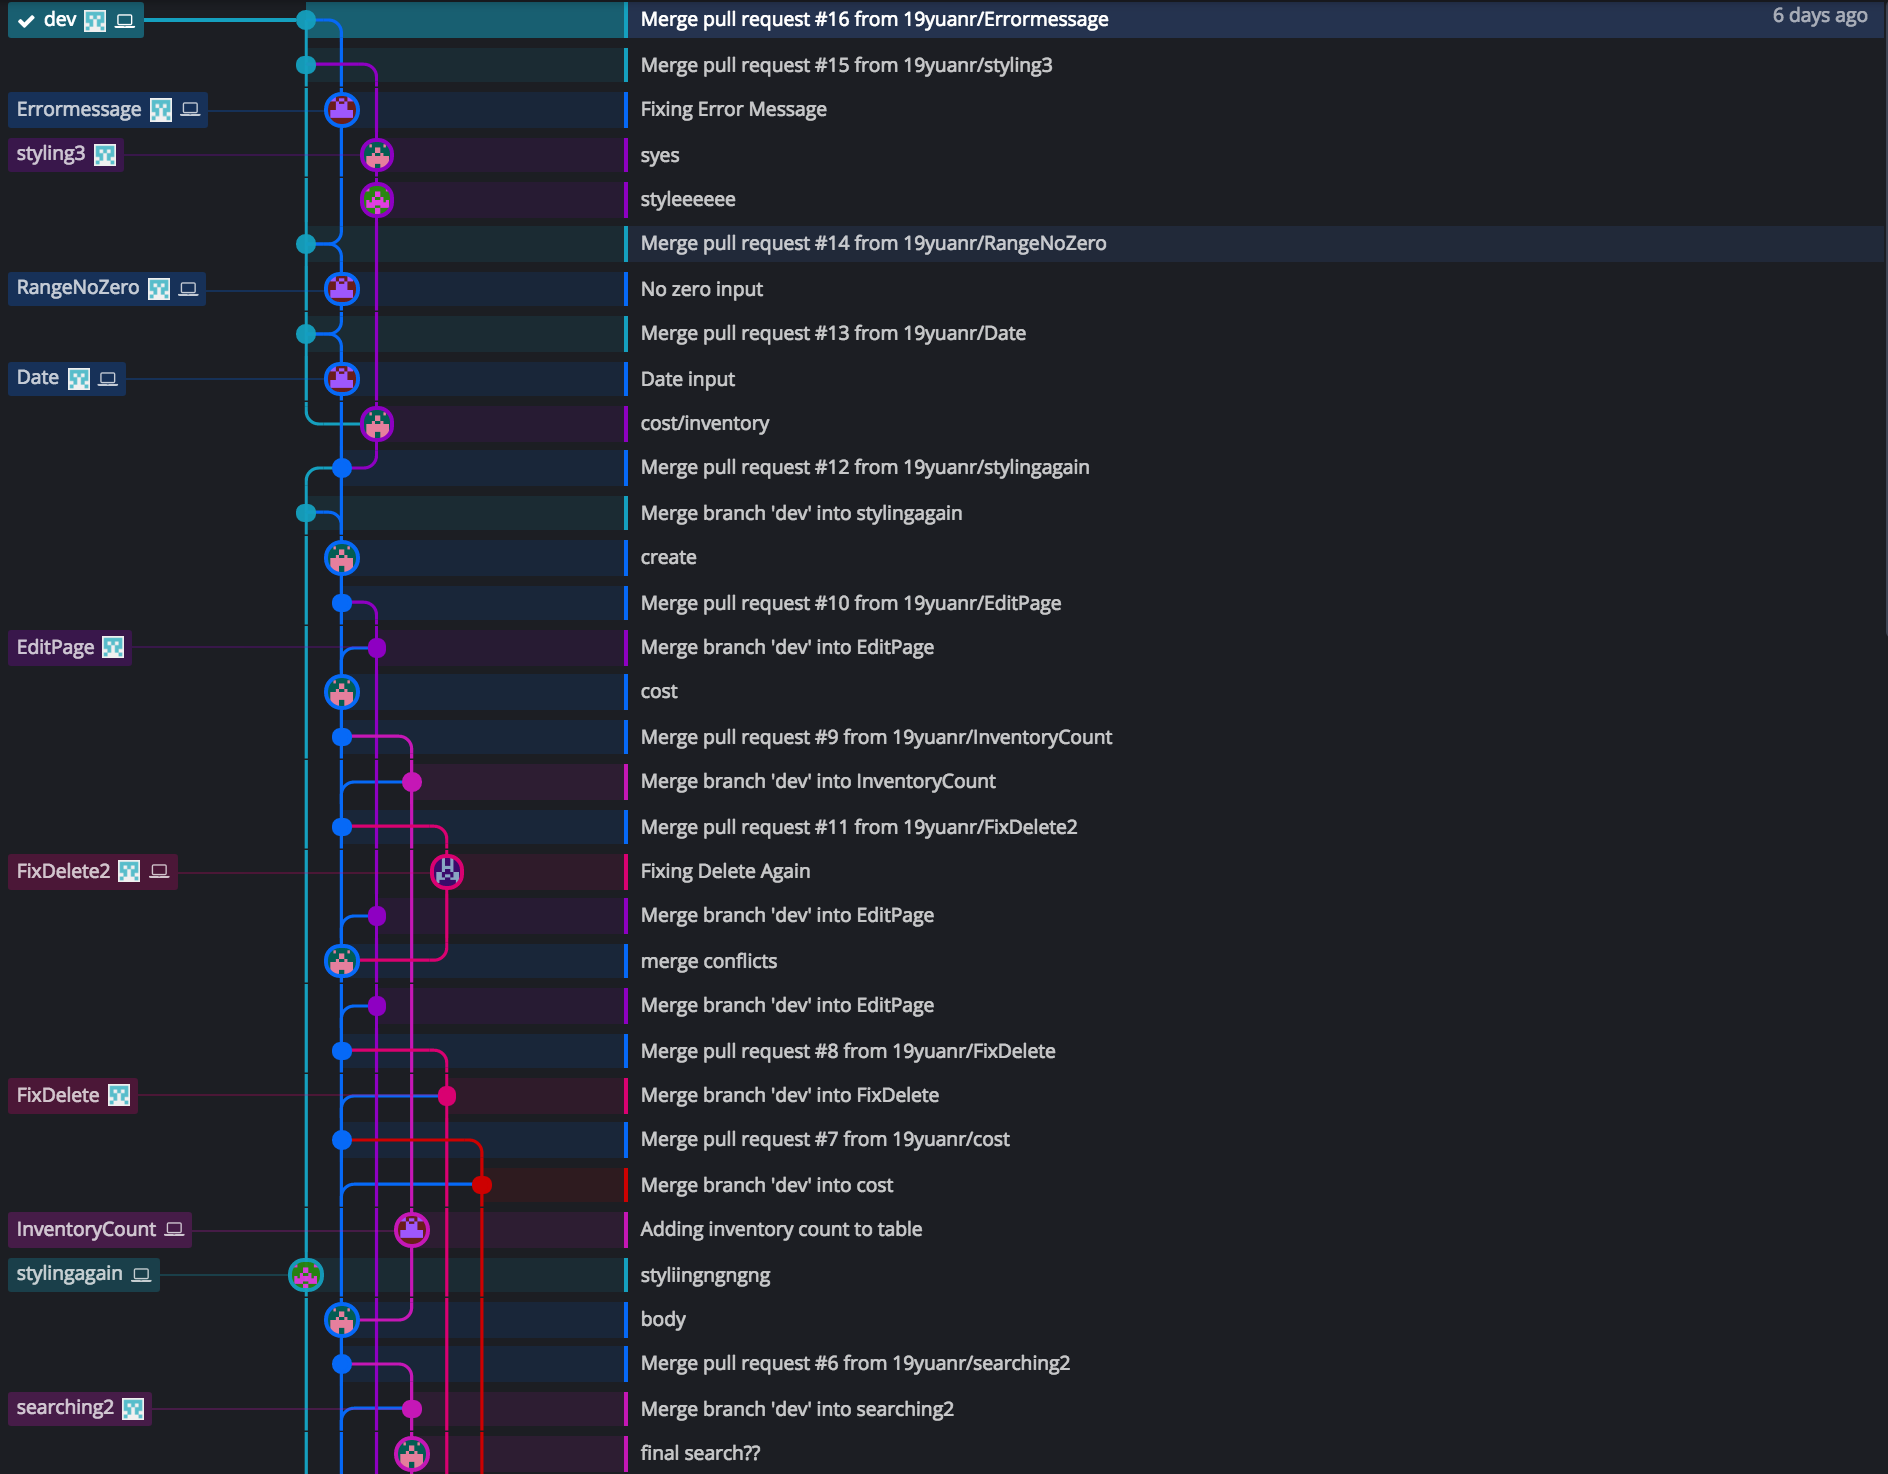 dev Merge pull request #16 from 19yuanr/Errormessage 6 days ago
Merge pull request #15 from 19yuanr/styling3
Errormessage Fixing Error Message
styling3 syes
styleeeeee
Merge pull request #14 from 19yuanr/RangeNoZero
RangeNoZero No zero input
Merge pull request #13 from 19yuanr/Date
Date Date input
cost/inventory
Merge pull request #12 from 19yuanr/stylingagain
Merge branch 'dev' into stylingagain
create
Merge pull request #10 from 19yuanr/EditPage
EditPage Merge branch 'dev' into EditPage
cost
Merge pull request #9 from 19yuanr/InventoryCount
Merge branch 'dev' into InventoryCount
Merge pull request #11 from 19yuanr/FixDelete2
FixDelete2 Fixing Delete Again
Merge branch 'dev' into EditPage
merge conflicts
Merge branch 'dev' into EditPage
Merge pull request #8 from 19yuanr/FixDelete
FixDelete Merge branch 'dev' into FixDelete
Merge pull request #7 from 19yuanr/cost
Merge branch 'dev' into cost
InventoryCount Adding inventory count to table
stylingagain styliingngngng
body
Merge pull request #6 from 19yuanr/searching2
searching2 Merge branch 'dev' into searching2
final search??